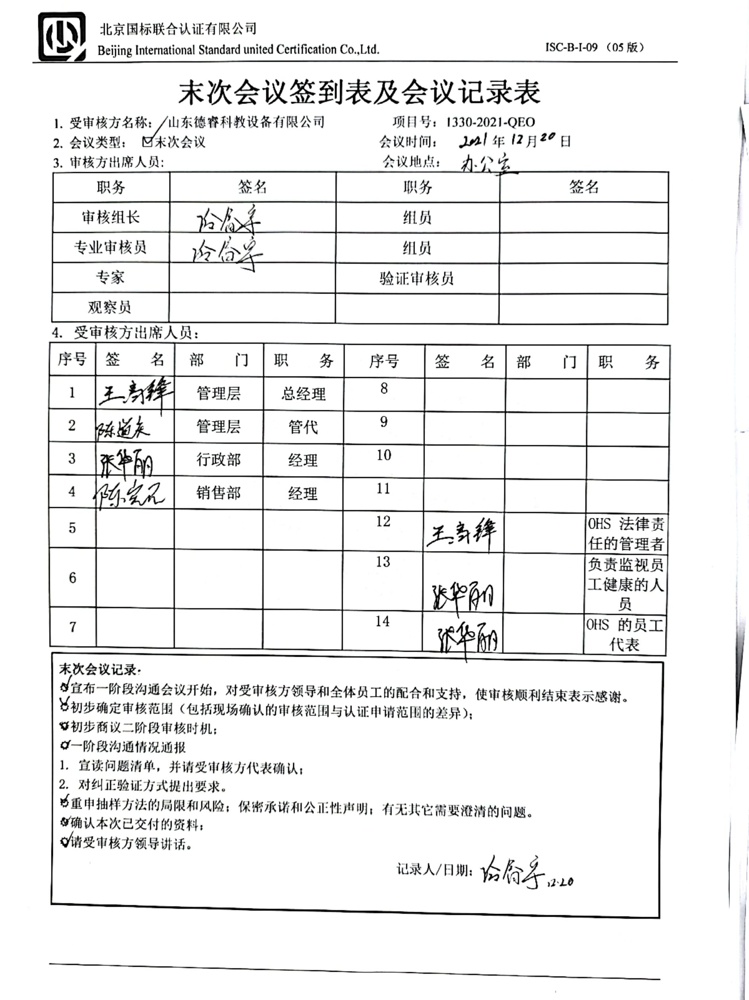 北京国标联合认证有限公司
Beijing International Standard united Certification Co.,Ltd.
ISC-B-I-09 （05 版）
末次会议签到表及会议记录表
1. 受审核方名称：山东德睿科教设备有限公司 项目号：1330-2021-QEO
2. 会议类型： ☑末次会议 会议时间： 2021年12月20日
3. 审核方出席人员: 会议地点： 办公室
职务 签名 职务 签名
审核组长 组员
专业审核员 组员
专家 验证审核员
观察员
4. 受审核方出席人员：
序号 签 名 部 门 职 务 序号 签 名 部 门 职 务
1 王高锋 管理层 总经理 8
2 管理层 管代 9
3 张华丽 行政部 经理 10
4 销售部 经理 11
5 12 王高锋 OHS 法律责
任的管理者
6 13 张华丽 负责监视员
工健康的人
员
7 14 张华丽 OHS 的员工
代表
末次会议记录：
宣布一阶段沟通会议开始，对受审核方领导和全体员工的配合和支持，使审核顺利结束表示感谢。
初步确定审核范围（包括现场确认的审核范围与认证申请范围的差异）；
初步商议二阶段审核时机；
一阶段沟通情况通报
1. 宣读问题清单，并请受审核方代表确认；
2. 对纠正验证方式提出要求。
重申抽样方法的局限和风险；保密承诺和公正性声明；有无其它需要澄清的问题。
确认本次已交付的资料；
请受审核方领导讲话。
记录人/日期： 12.20